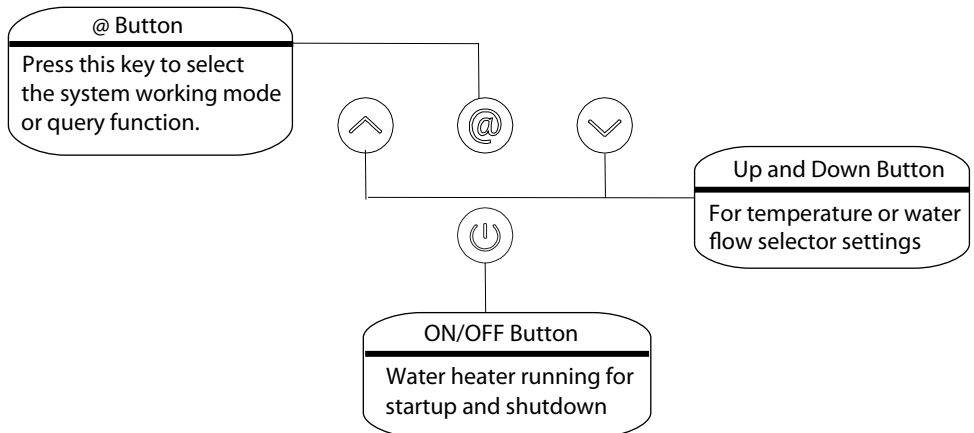 @ Button
Press this key to select
the system working mode
or query function.
@
Up and Down Button
For temperature or water
flow selector settings
ON/OFF Button
Water heater running for
startup and shutdown